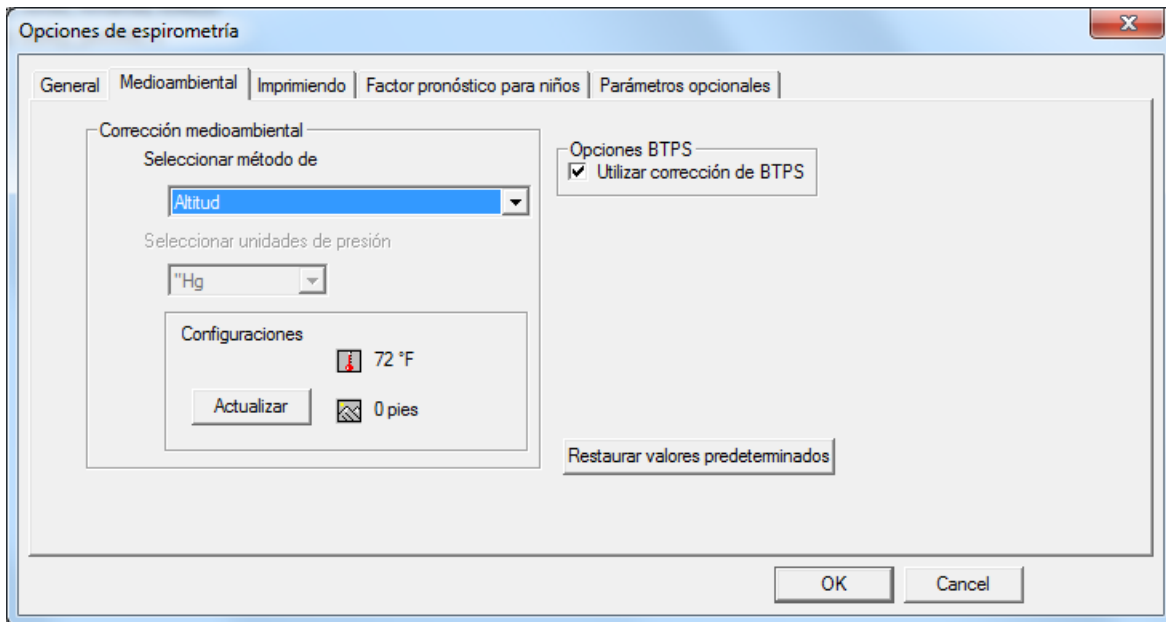 Opciones de espirometría
General
Medioambiental
Imprimiendo
Factor pronóstico para niños
Parámetros opcionales
Corrección medioambiental
Seleccionar método de
Altitud
Seleccionar unidades de presión
"Hg
Configuraciones
72 °F
Actualizar
0 pies
Opciones BTPS
Utilizar corrección de BTPS
Restaurar valores predeterminados
OK
Cancel